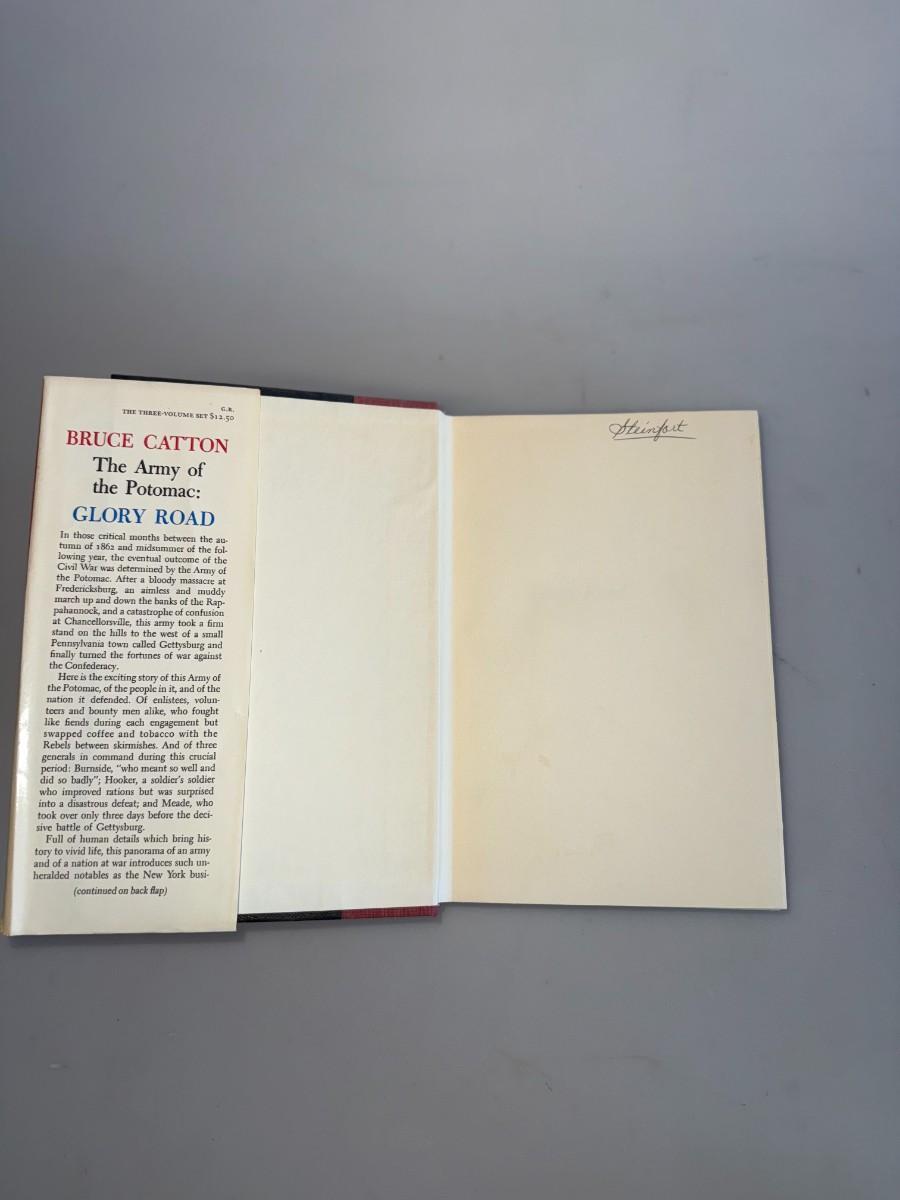 G.R.
THE THREE-VOLUME SET $12.50
BRUCE CATTON
The Army of
the Potomac:
GLORY ROAD
In those critical months between the au-
tumn of 1862 and midsummer of the fol-
lowing year, the eventual outcome of the
Civil War was determined by the Army of
the Potomac. After a bloody massacre at
Fredericksburg, an aimless and muddy
march up and down the banks of the Rap-
pahannock, and a catastrophe of confusion
at Chancellorsville, this army took a firm
stand on the hills to the west of a small
Pennsylvania town called Gettysburg and
finally turned the fortunes of war against
the Confederacy.
Here is the exciting story of this Army of
the Potomac, of the people in it, and of the
nation it defended. Of enlistees, volun-
teers and bounty men alike, who fought
like fiends during each engagement but
swapped coffee and tobacco with the
Rebels between skirmishes. And of three
generals in command during this crucial
period: Burnside, "who meant so well and
did so badly"; Hooker, a soldier's soldier
who improved rations but was surprised
into a disastrous defeat; and Meade, who
took over only three days before the deci-
sive battle of Gettysburg.
Full of human details which bring his-
tory to vivid life, this panorama of an army
and of a nation at war introduces such un-
heralded notables as the New York busi-
(continued on back flap)
Steinfort